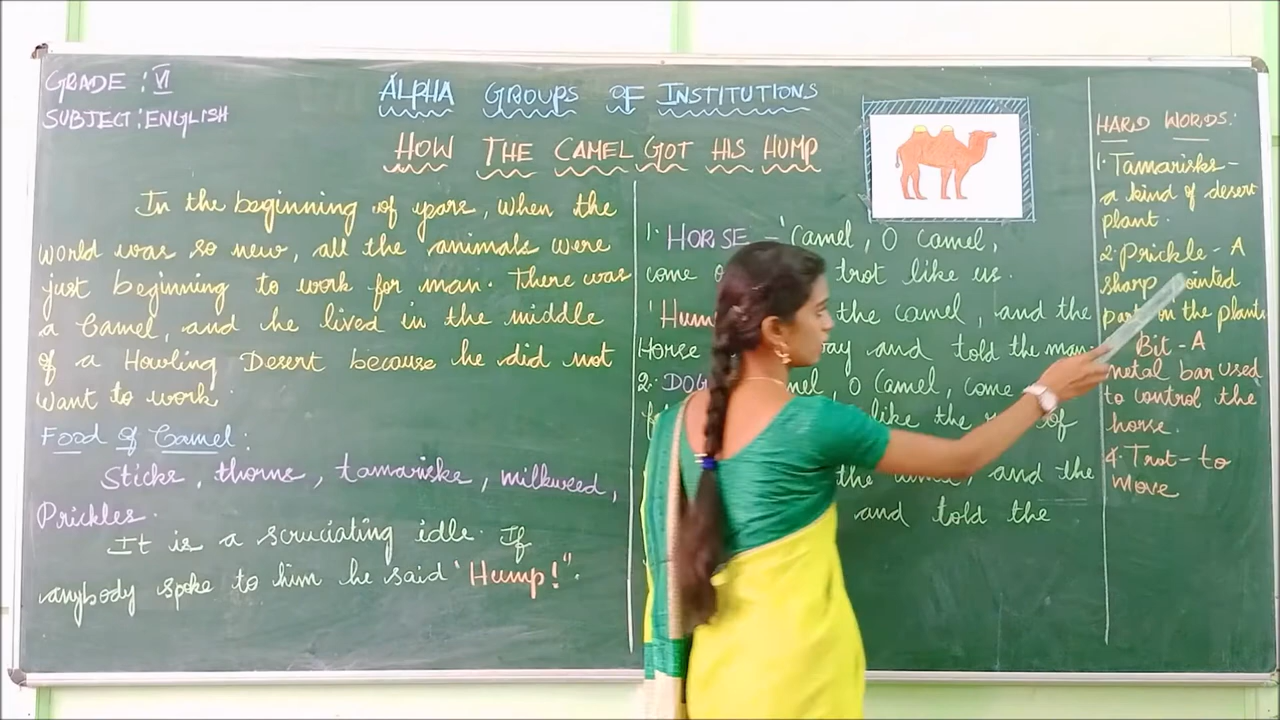 GRADE : VI
SUBJECT : ENGLISH
ALPHA GROUPS OF INSTITUTIONS
HOW THE CAMEL GOT HIS HUMP
In the beginning of years, when the
world was so new, all the animals were
just beginning to work for man. There was
a Camel, and he lived in the middle
of a Howling Desert because he did not
want to work.
Food of Camel :
Sticks, thorns, tamarisks, milkweed,
Prickles.
It is a scruciating idle. If
anybody spoke to him he said "Hump!".
1. HORSE - 'Camel, O Camel,
come trot like us.
'Hum the camel, and the
Horse and told the man.
2. DOG O Camel, come
like the of
the and the
and told the
HARD WORDS :
1. Tamarisks -
a kind of desert
plant.
2. Prickle - A
sharp pointed
part on the plant.
Bit - A
metal bar used
to control the
horse.
4. Trot - to
move